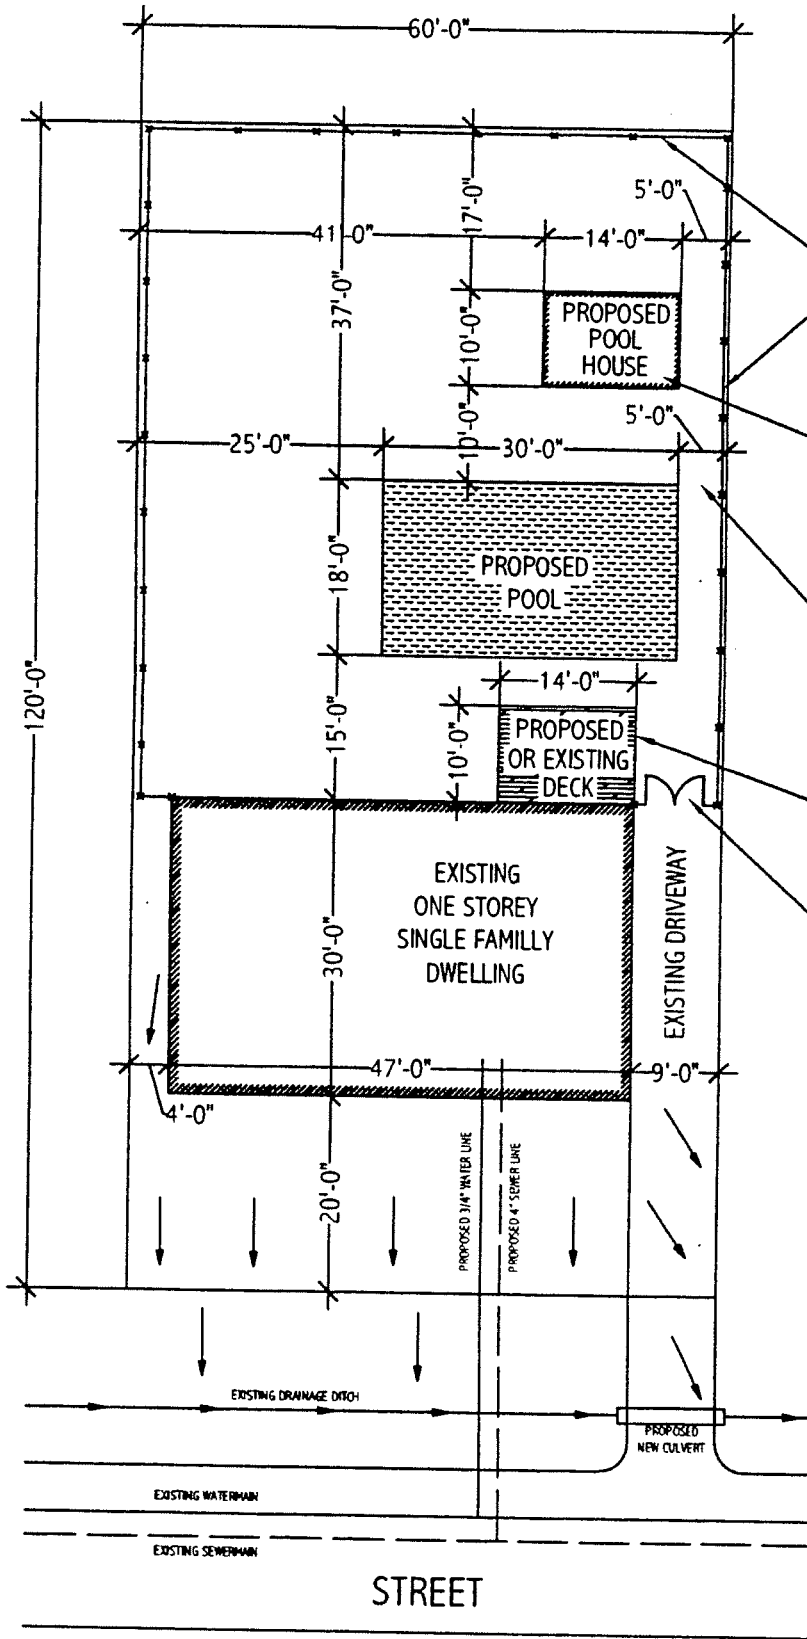 60'-0"
17'-0"
5'-0"
41'-0"
14'-0"
37'-0"
10'-0"
PROPOSED
POOL
HOUSE
5'-0"
25'-0"
10'-0"
30'-0"
18'-0"
PROPOSED
POOL
120'-0"
14'-0"
15'-0"
10'-0"
PROPOSED
OR EXISTING
DECK
EXISTING
ONE STOREY
SINGLE FAMILLY
DWELLING
EXISTING DRIVEWAY
30'-0"
47'-0"
9'-0"
4'-0"
20'-0"
PROPOSED 3/4" WATER LINE
PROPOSED 4" SEWER LINE
EXISTING DRAINAGE DITCH
PROPOSED
NEW CULVERT
EXISTING WATERMAIN
EXISTING SEWERMAIN
STREET